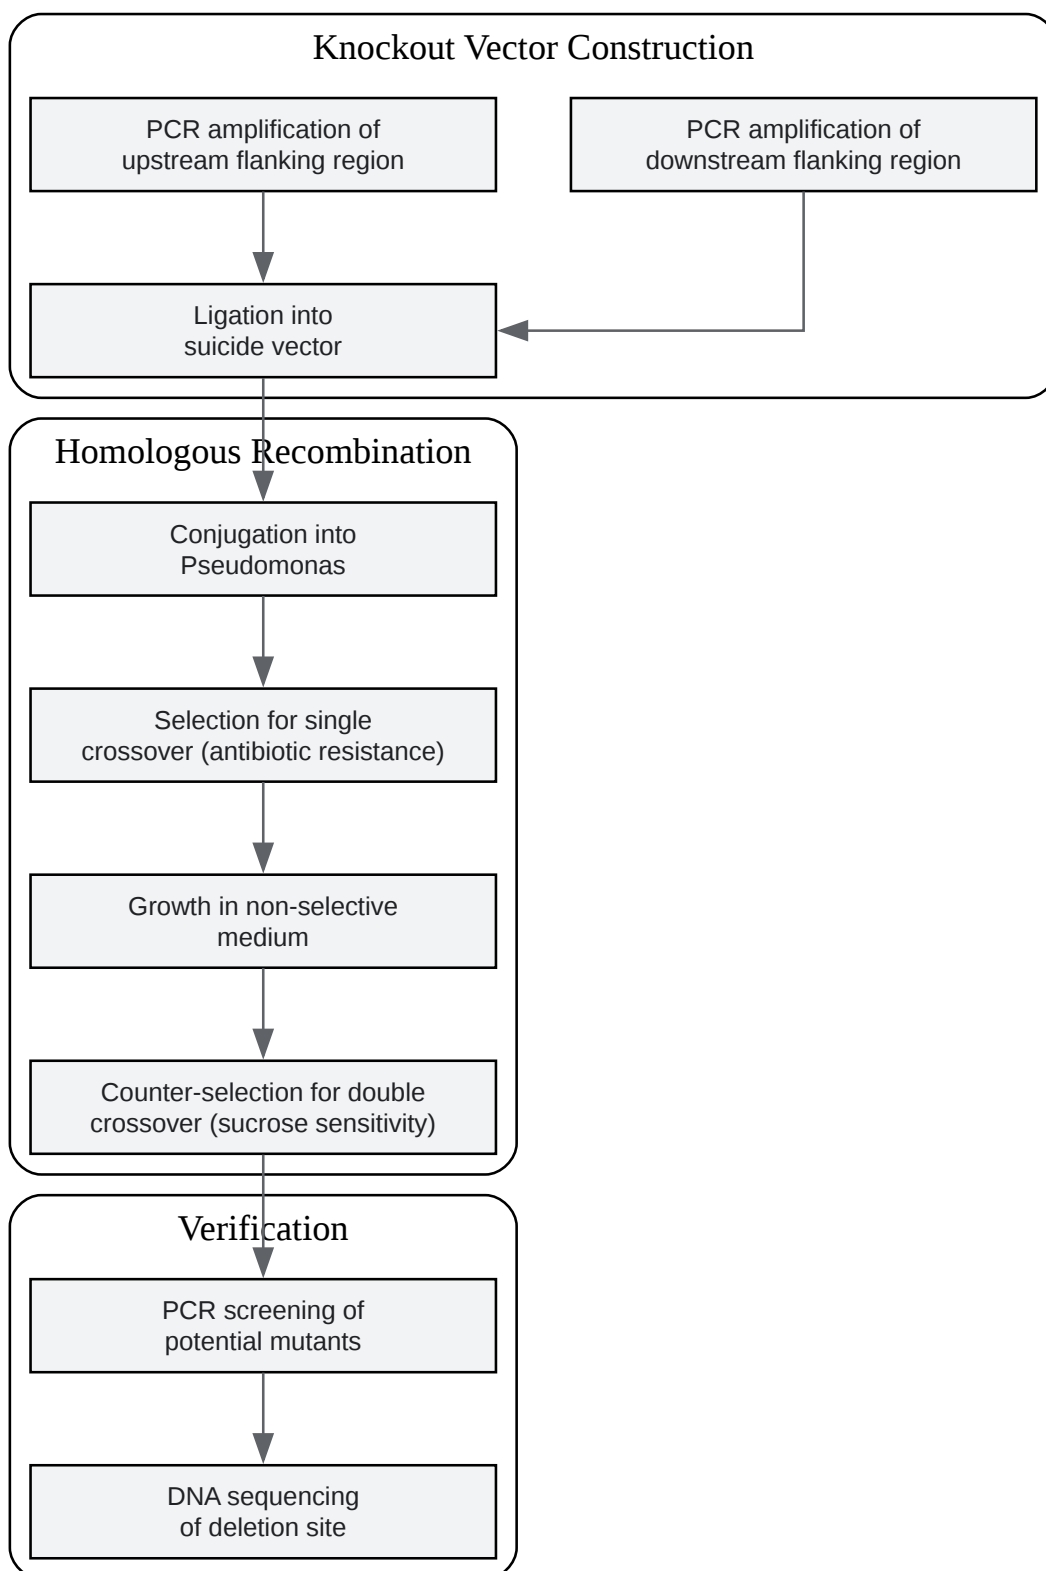 Knockout Vector Construction
PCR amplification of
upstream flanking region
PCR amplification of
downstream flanking region
Ligation into
suicide vector
Homologous Recombination
Conjugation into
Pseudomonas
Selection for single
crossover (antibiotic resistance)
Growth in non-selective
medium
Counter-selection for double
crossover (sucrose sensitivity)
Verification
PCR screening of
potential mutants
DNA sequencing
of deletion site